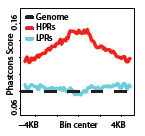 Genome
HPRs
LPRs
Phastcons Score
0.16
0.06
−4KB Bin center 4KB